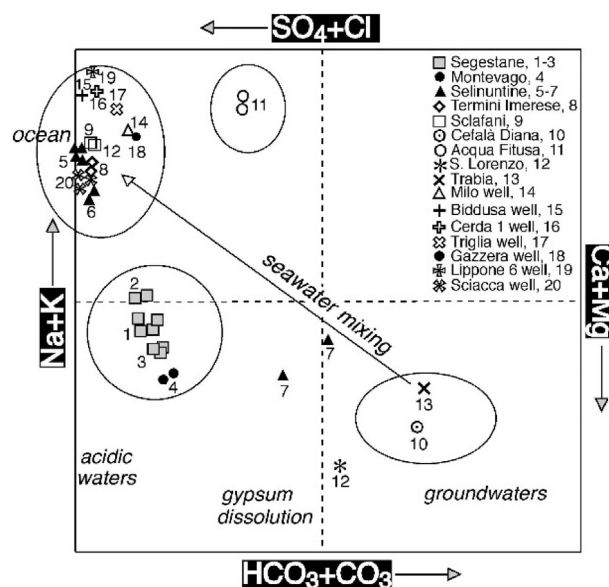 SO4+Cl
Segestane, 1-3
Montevago, 4
Selinuntine, 5-7
Termini Imerese, 8
Sclafani, 9
Cefalà Diana, 10
Acqua Fitusa, 11
S. Lorenzo, 12
Trabia, 13
Milo well, 14
Biddusa well, 15
Cerda 1 well, 16
Triglia well, 17
Gazzera well, 18
Lippone 6 well, 19
Sciacca well, 20
15
19
16
17
11
ocean
14
9
12
18
5
8
20
6
seawater mixing
Na+K
Ca+Mg
2
1
3
4
7
7
13
10
12
acidic
waters
gypsum
dissolution
groundwaters
HCO3+CO3